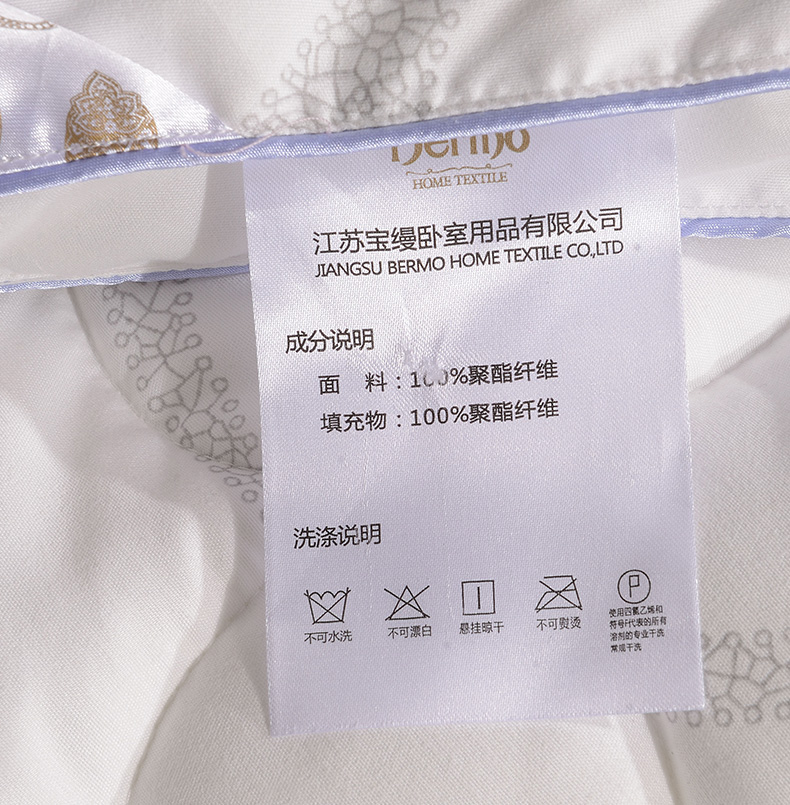 Bermo
HOME TEXTILE
江苏宝缦卧室用品有限公司
JIANGSU BERMO HOME TEXTILE CO.,LTD
成分说明
面 料：100%聚酯纤维
填充物：100%聚酯纤维
洗涤说明
P
不可水洗
不可漂白
悬挂晾干
不可熨烫
使用四氯乙烯和
符号F代表的所有
溶剂的专业干洗
常规干洗